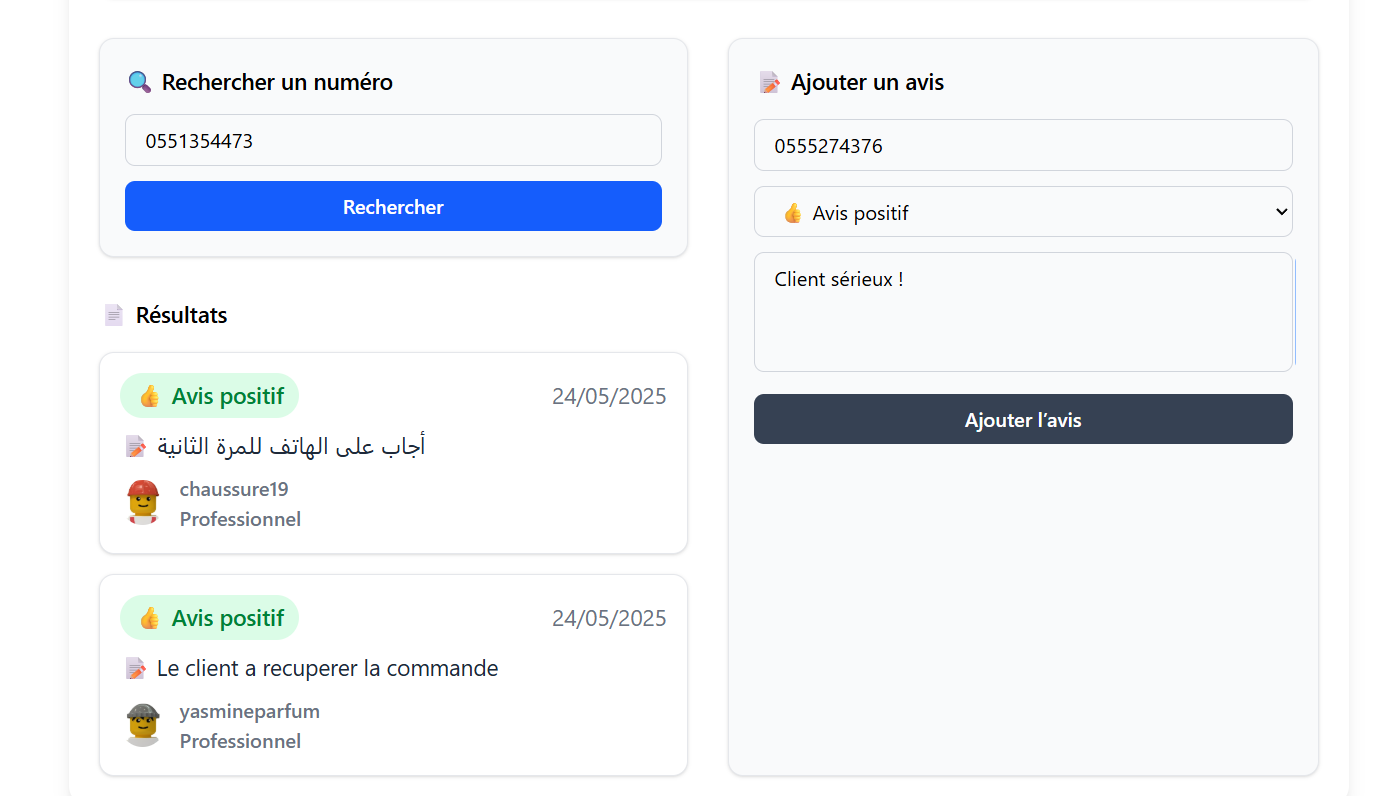 Rechercher un numéro
0551354473
Rechercher
Résultats
Avis positif
24/05/2025
أجاب على الهاتف للمرة الثانية
chaussure19
Professionnel
Avis positif
24/05/2025
Le client a recuperer la commande
yasmineparfum
Professionnel
Ajouter un avis
0555274376
Avis positif
Client sérieux !
Ajouter l’avis